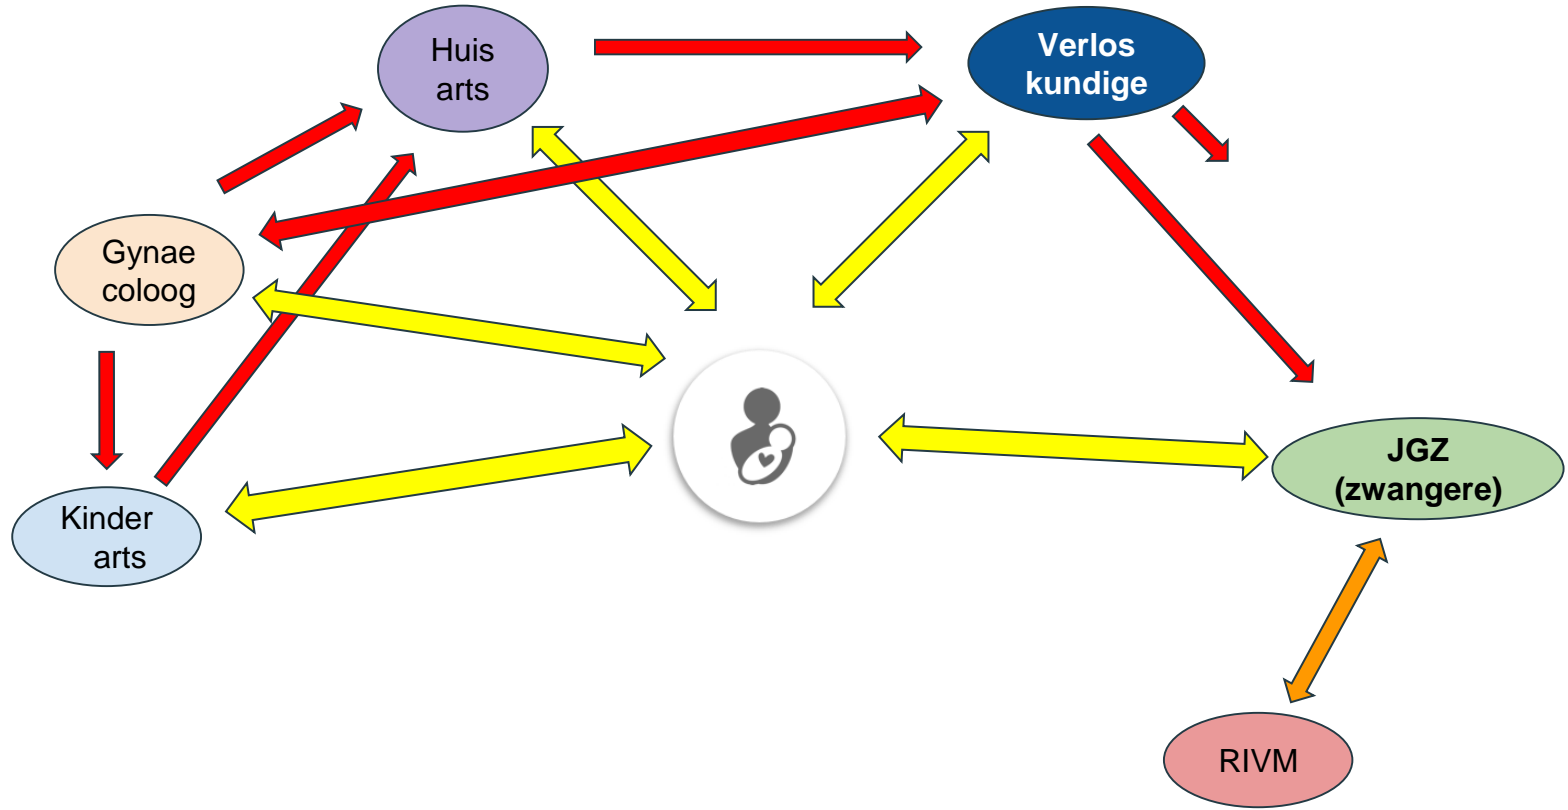 Huis
arts
Verlos
kundige
Gynae
coloog
Kinder
arts
JGZ
(zwangere)
RIVM